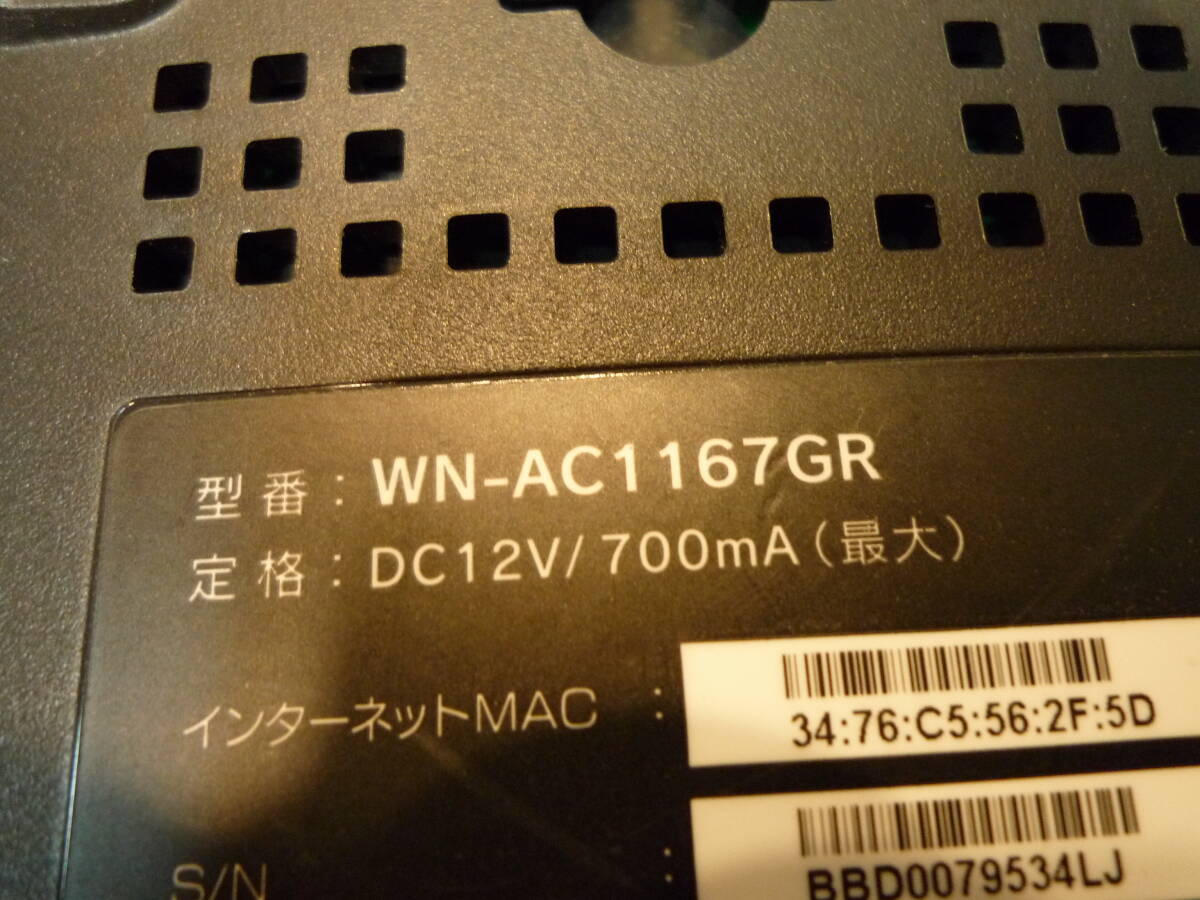 型番：WN-AC1167GR
定格：DC12V/700mA（最大）
インターネットMAC：
34:76:C5:56:2F:5D
S/N：
BBD0079534LJ